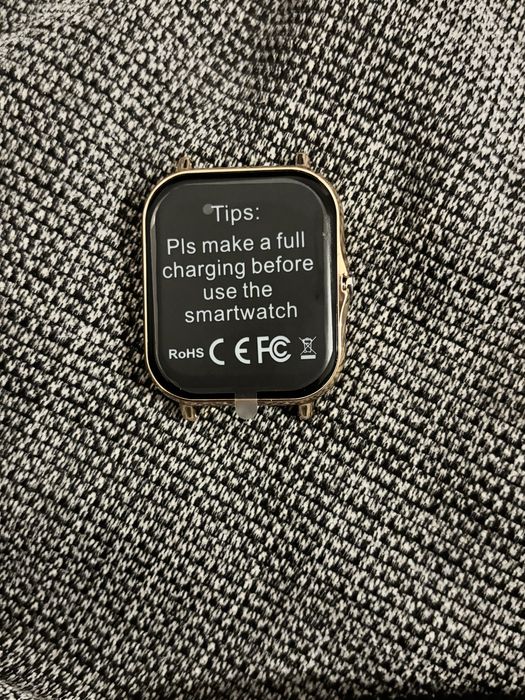 Tips:
Pls make a full
charging before
use the
smartwatch
RoHS CE FC